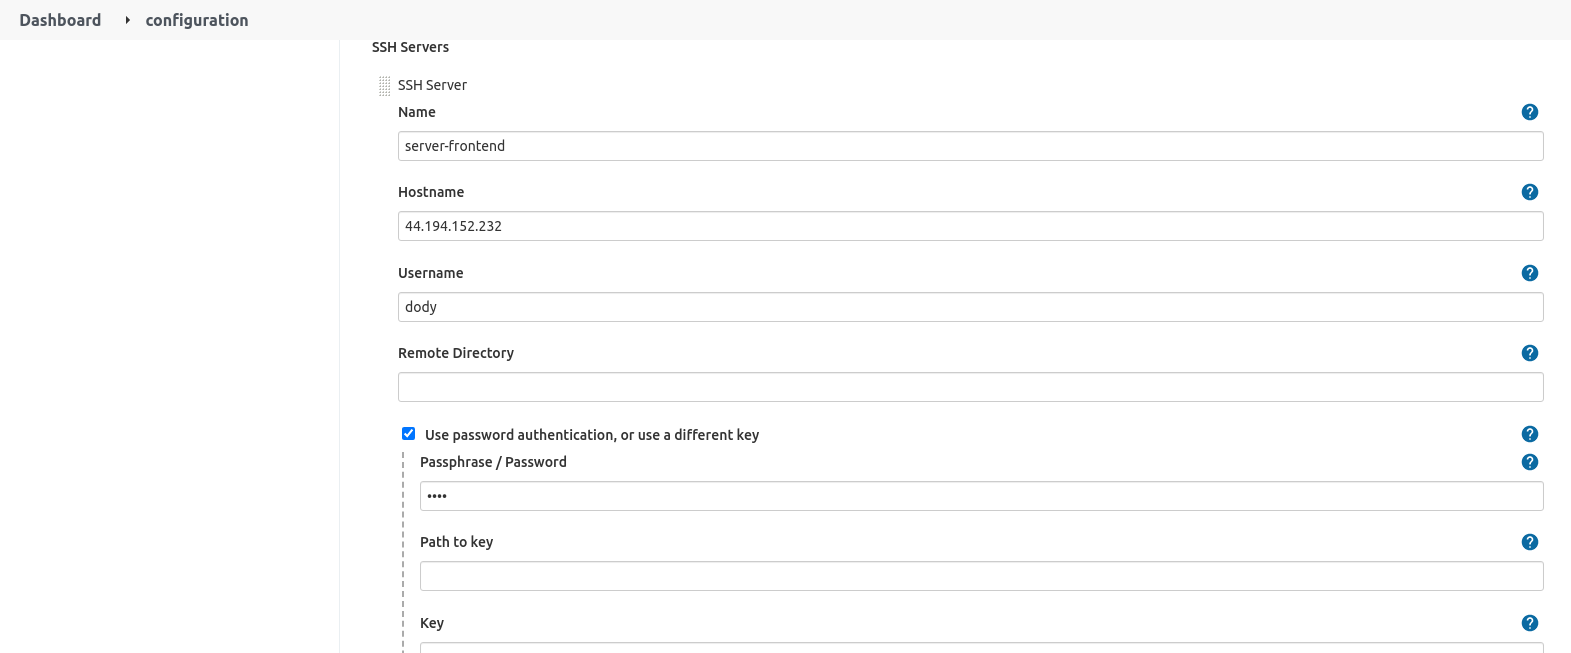 Dashboard configuration
SSH Servers
SSH Server
Name
server-frontend
Hostname
44.194.152.232
Username
dody
Remote Directory
Use password authentication, or use a different key
Passphrase / Password
••••
Path to key
Key